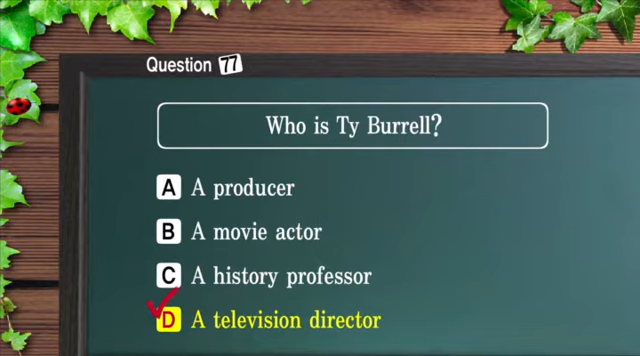 Question 77
Who is Ty Burrell?
A A producer
B A movie actor
C A history professor
D A television director